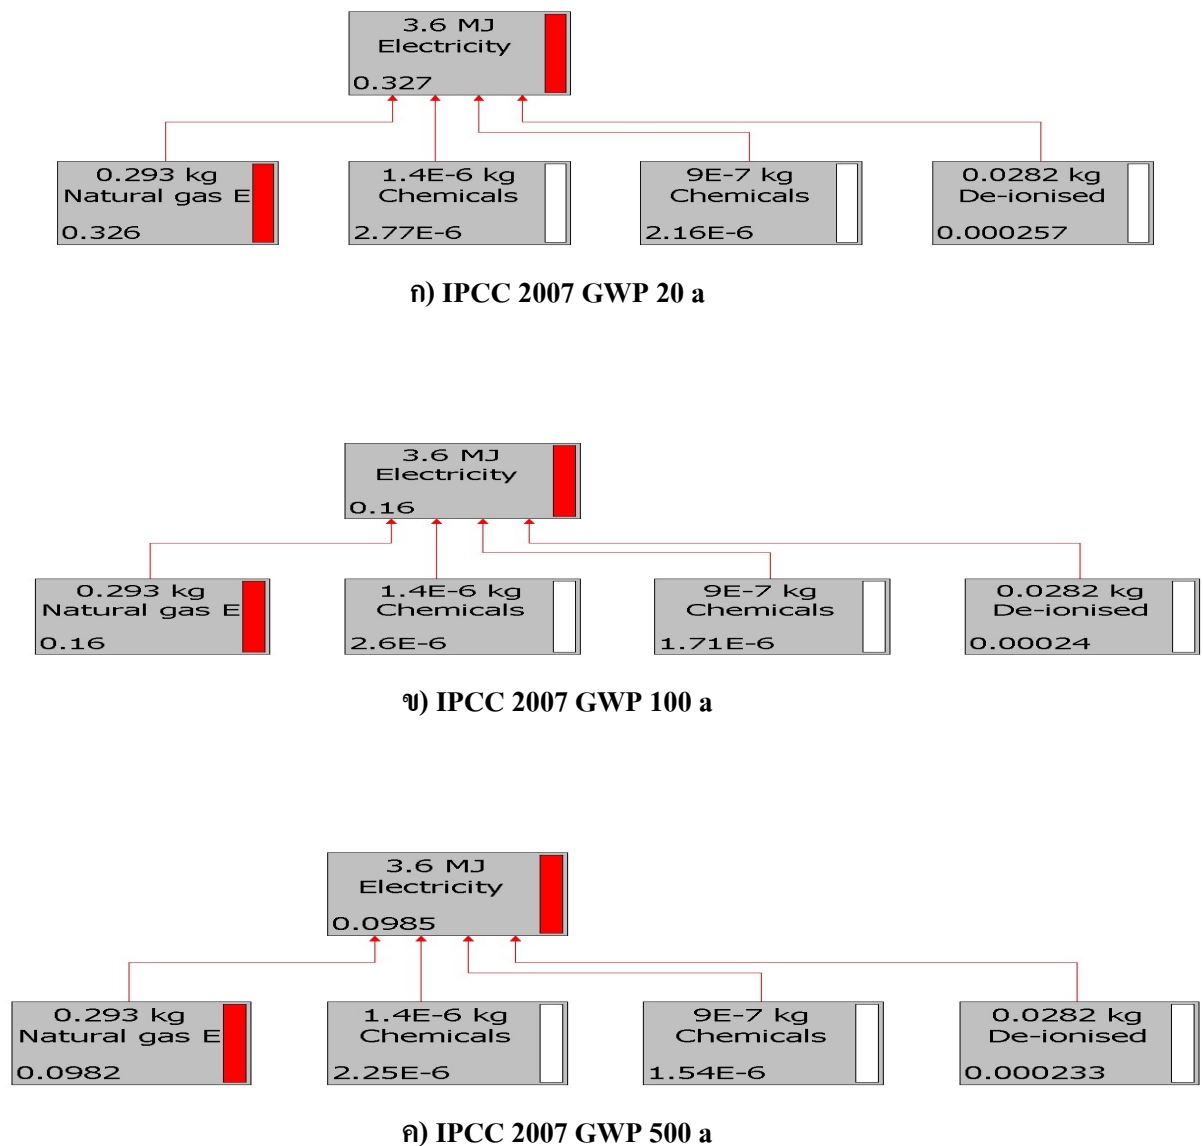 3.6 MJ
Electricity
0.327
0.293 kg
Natural gas E
0.326
1.4E-6 kg
Chemicals
2.77E-6
9E-7 kg
Chemicals
2.16E-6
0.0282 kg
De-ionised
0.000257
ก) IPCC 2007 GWP 20 a
3.6 MJ
Electricity
0.16
0.293 kg
Natural gas E
0.16
1.4E-6 kg
Chemicals
2.6E-6
9E-7 kg
Chemicals
1.71E-6
0.0282 kg
De-ionised
0.00024
ข) IPCC 2007 GWP 100 a
3.6 MJ
Electricity
0.0985
0.293 kg
Natural gas E
0.0982
1.4E-6 kg
Chemicals
2.25E-6
9E-7 kg
Chemicals
1.54E-6
0.0282 kg
De-ionised
0.000233
ค) IPCC 2007 GWP 500 a